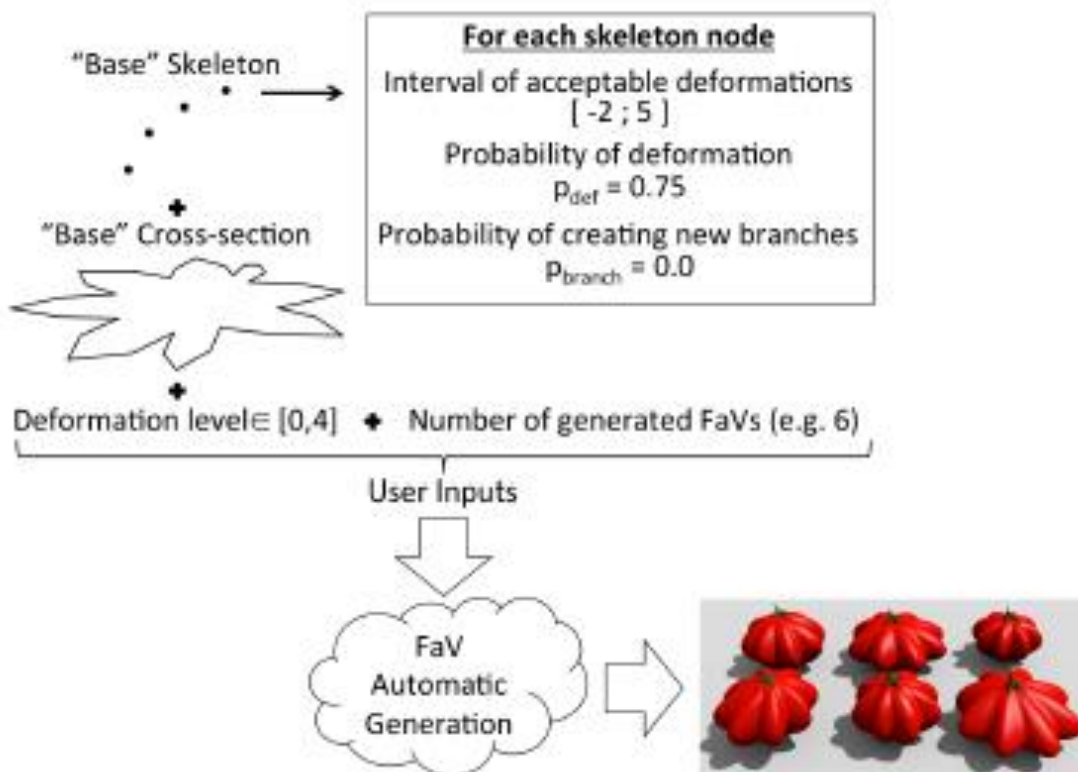 "Base" Skeleton
For each skeleton node
Interval of acceptable deformations
[ -2 ; 5 ]
Probability of deformation
p_def = 0.75
Probability of creating new branches
p_branch = 0.0
"Base" Cross-section
Deformation level∈ [0,4] + Number of generated FaVs (e.g. 6)
User Inputs
FaV
Automatic
Generation